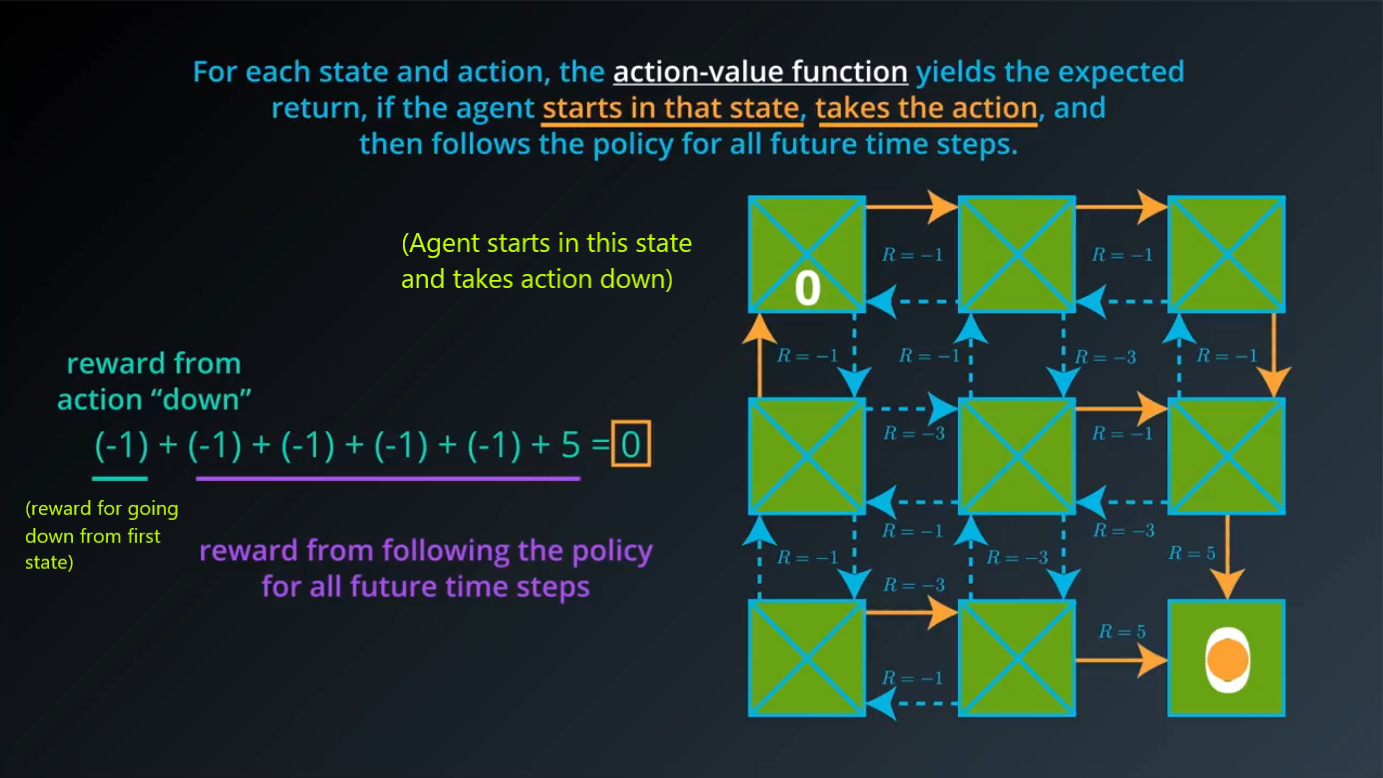 For each state and action, the action-value function yields the expected
return, if the agent starts in that state, takes the action, and
then follows the policy for all future time steps.
(Agent starts in this state
and takes action down)
reward from
action “down”
(-1) + (-1) + (-1) + (-1) + (-1) + 5 = 0
(reward for going
down from first
state)
reward from following the policy
for all future time steps
R = −1
R = −1
0
R = −1
R = −1
R = −3
R = −1
R = −3
R = −1
R = −1
R = −3
R = −1
R = −3
R = 5
R = −3
R = 5
R = −1